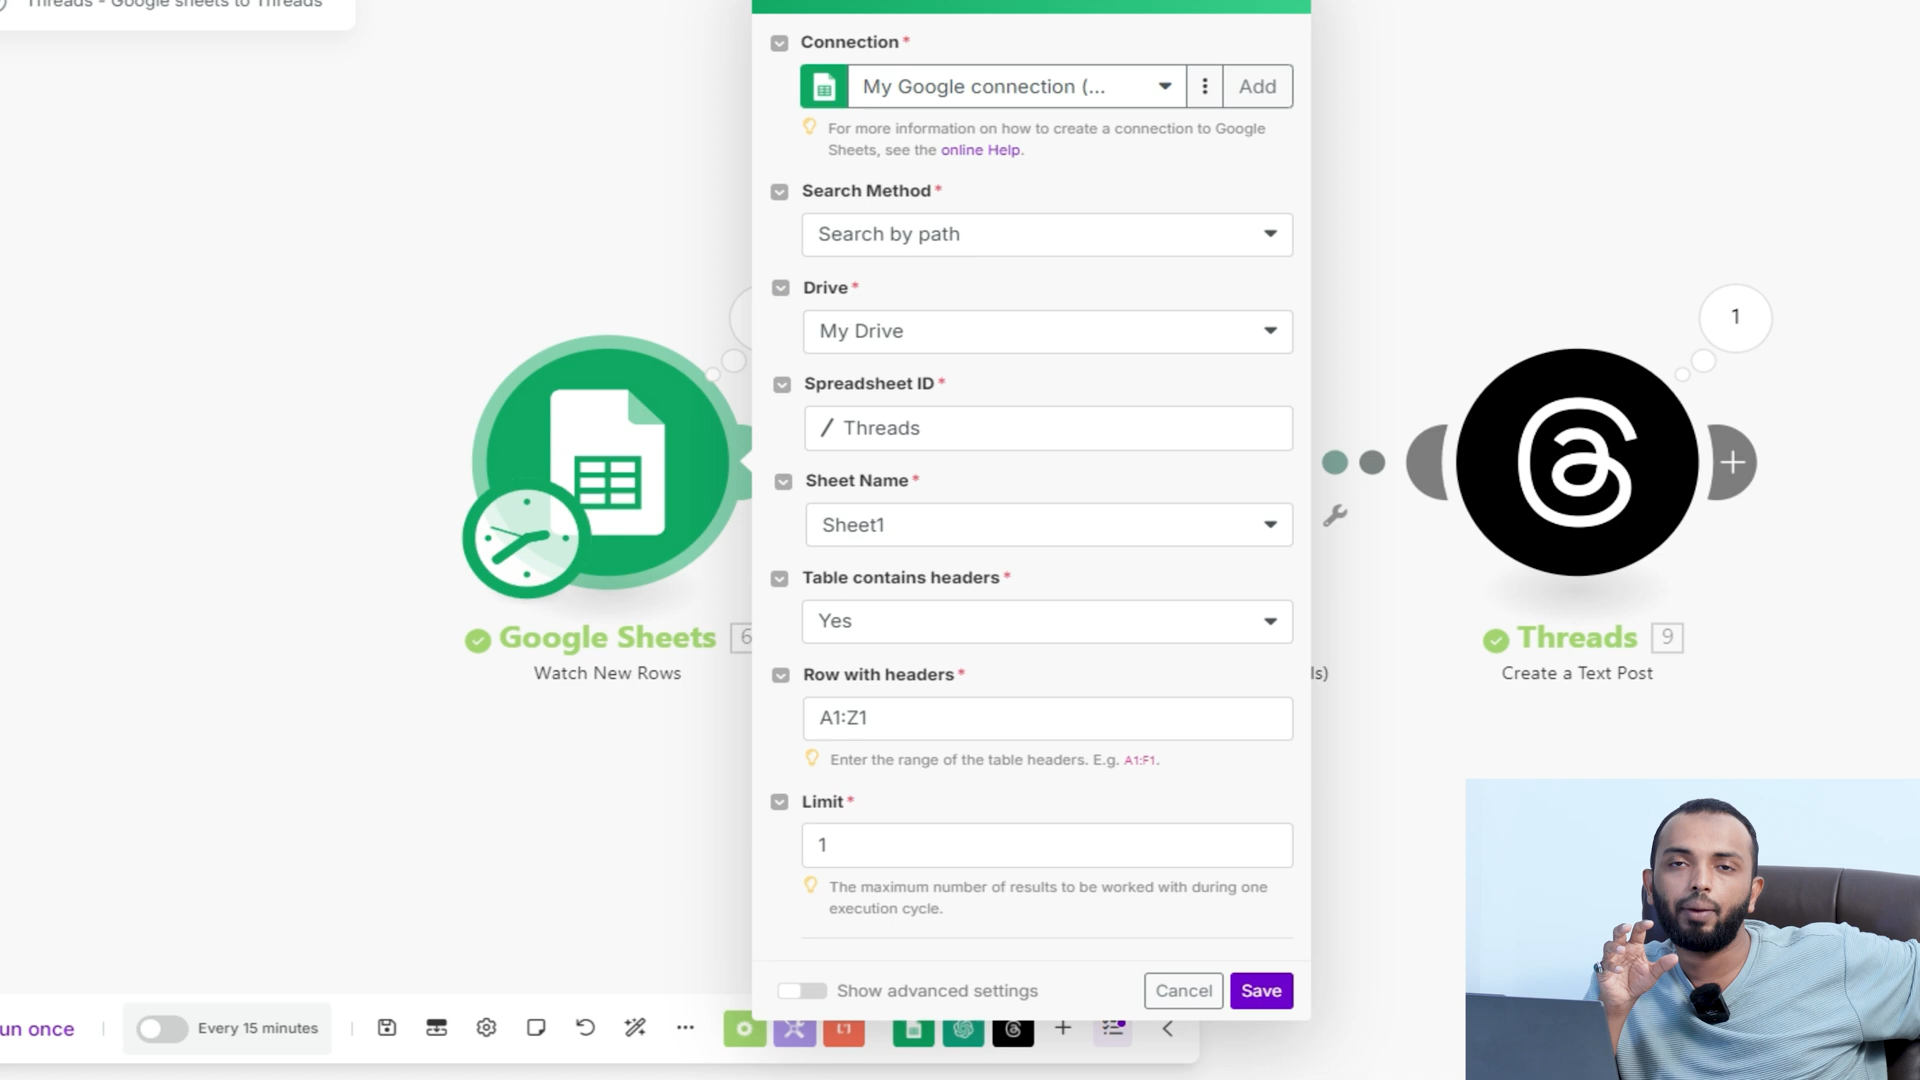 Threads - Google sheets to Threads
Connection *
My Google connection (...
Add
For more information on how to create a connection to Google
Sheets, see the online Help.
Search Method *
Search by path
Drive *
My Drive
Spreadsheet ID *
/ Threads
Sheet Name *
Sheet1
Table contains headers *
Yes
Row with headers *
A1:Z1
Enter the range of the table headers. E.g. A1:F1.
Limit *
1
The maximum number of results to be worked with during one
execution cycle.
Show advanced settings
Cancel
Save
Google Sheets 6
Watch New Rows
ls)
1
Threads 9
Create a Text Post
un once
Every 15 minutes